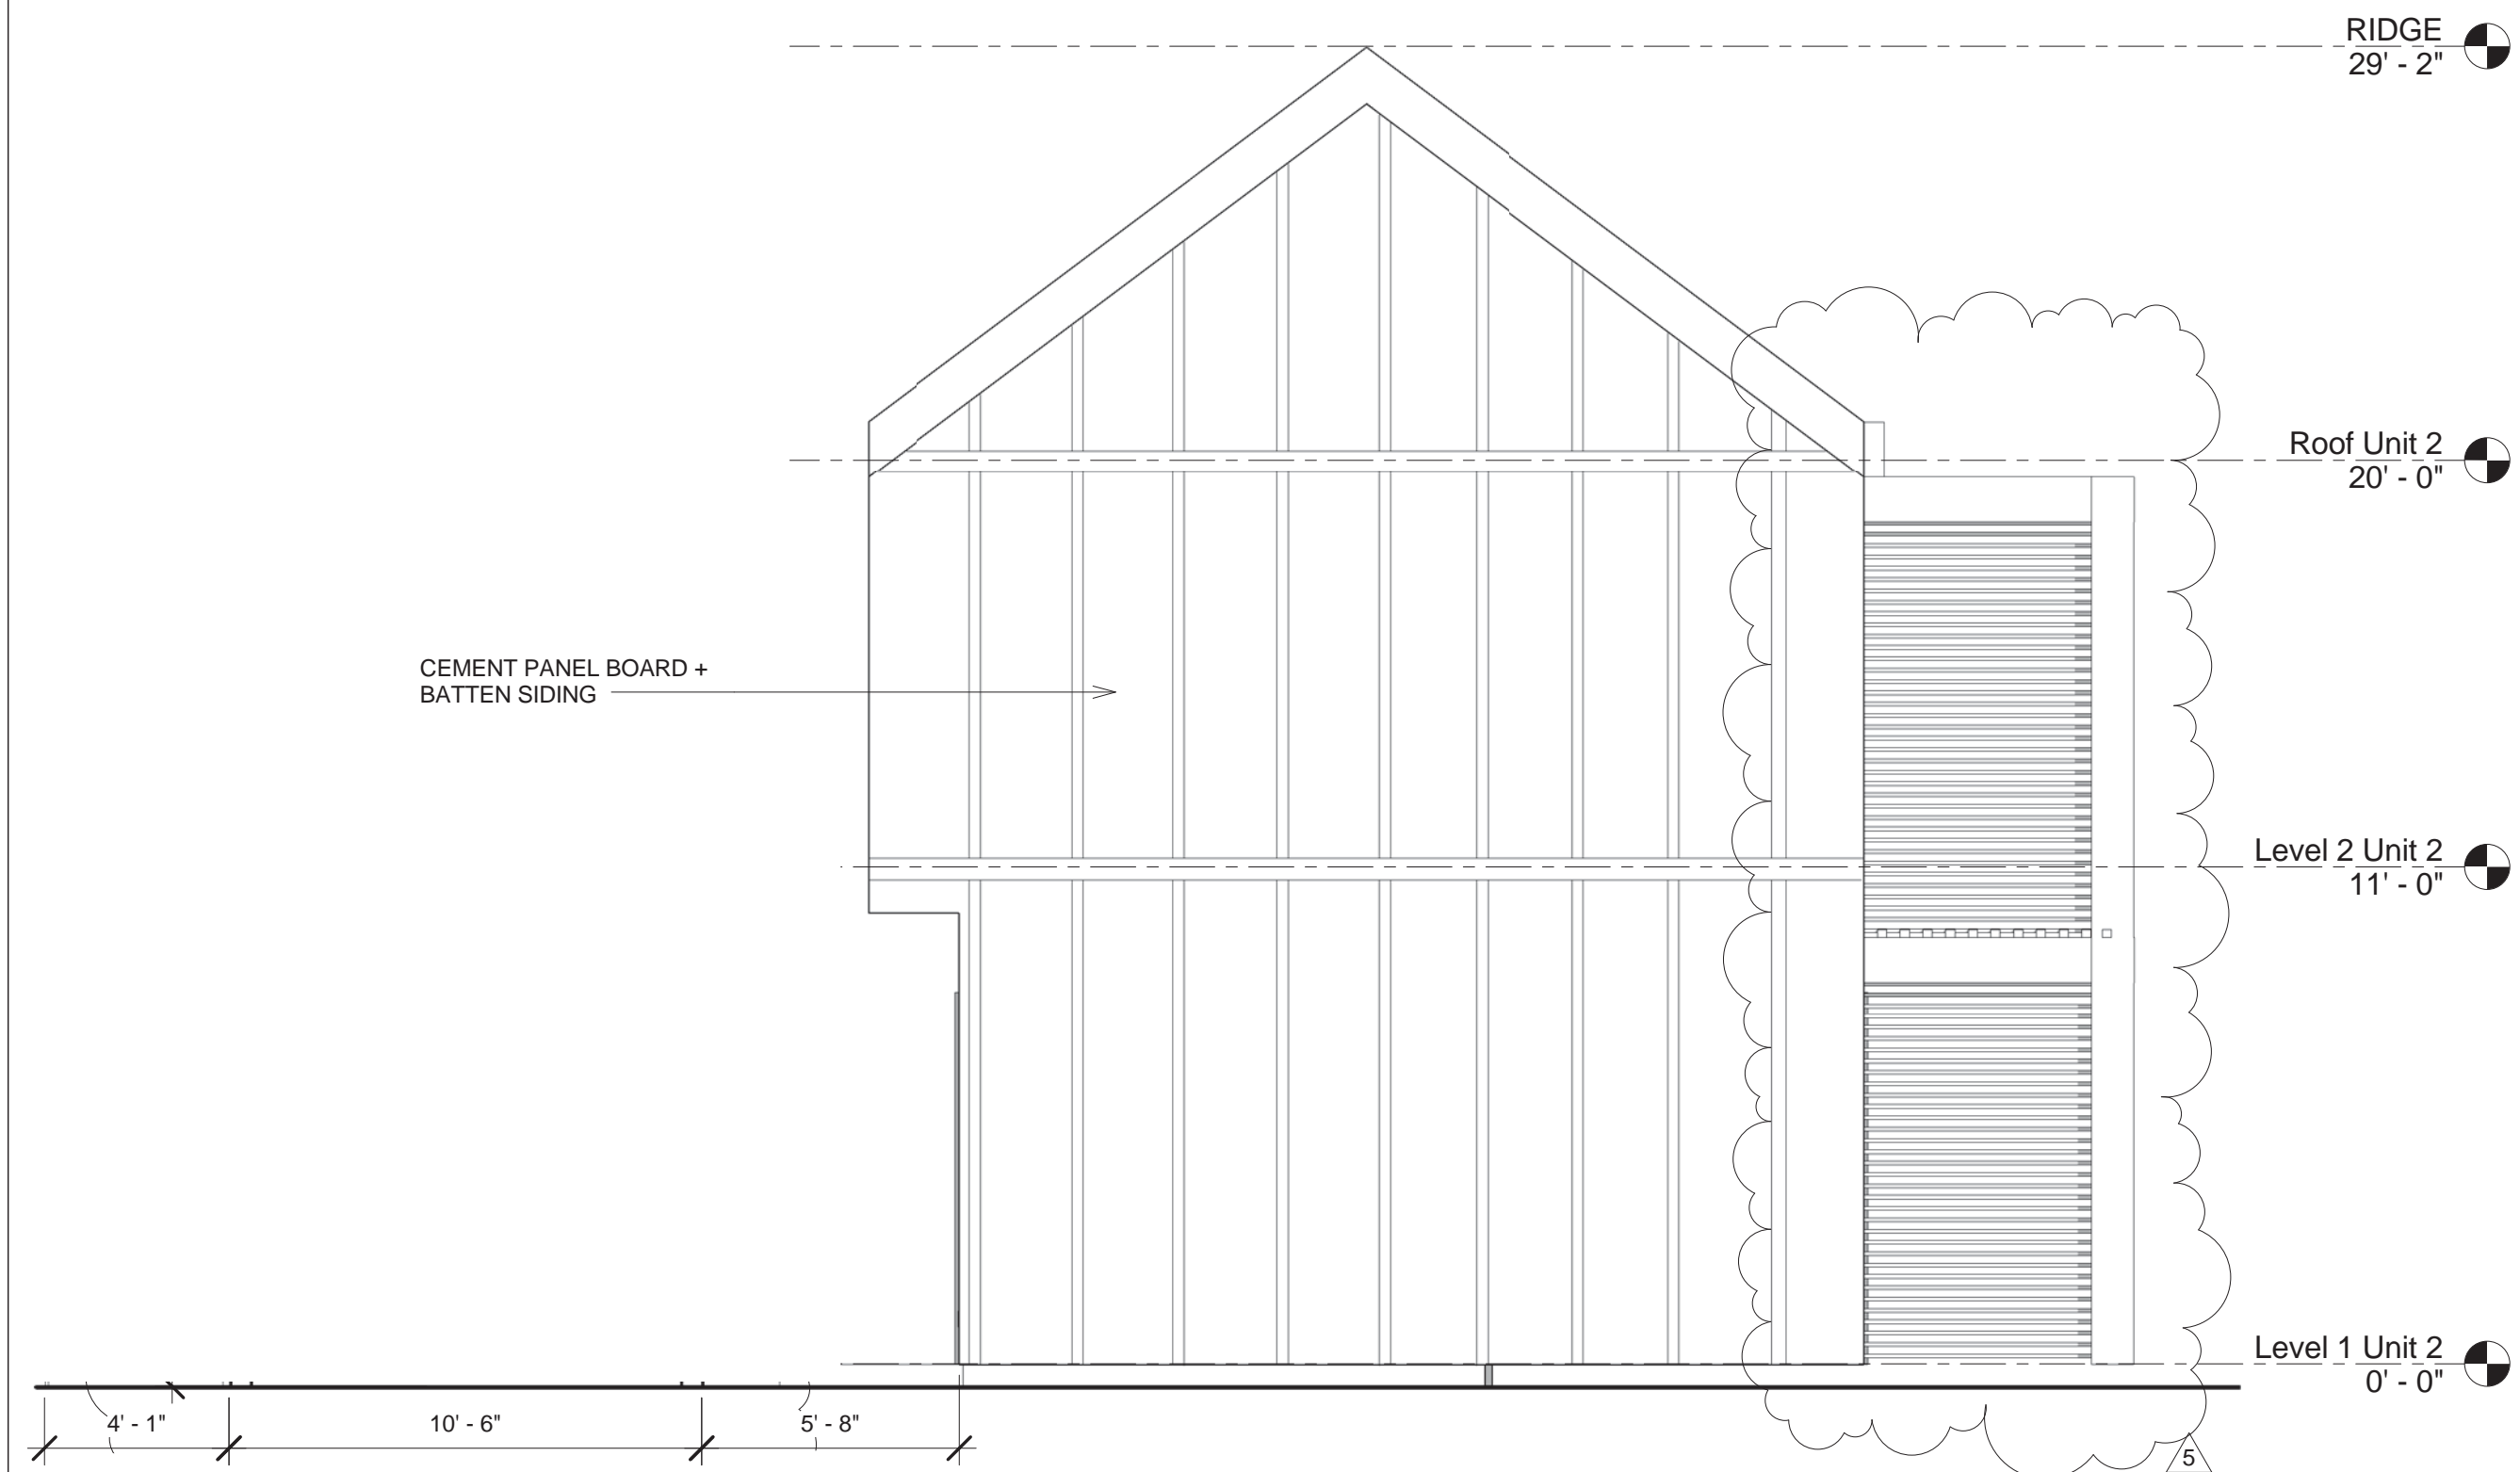 RIDGE
29' - 2"
Roof Unit 2
20' - 0"
CEMENT PANEL BOARD +
BATTEN SIDING
Level 2 Unit 2
11' - 0"
Level 1 Unit 2
0' - 0"
4' - 1"
10' - 6"
5' - 8"
5